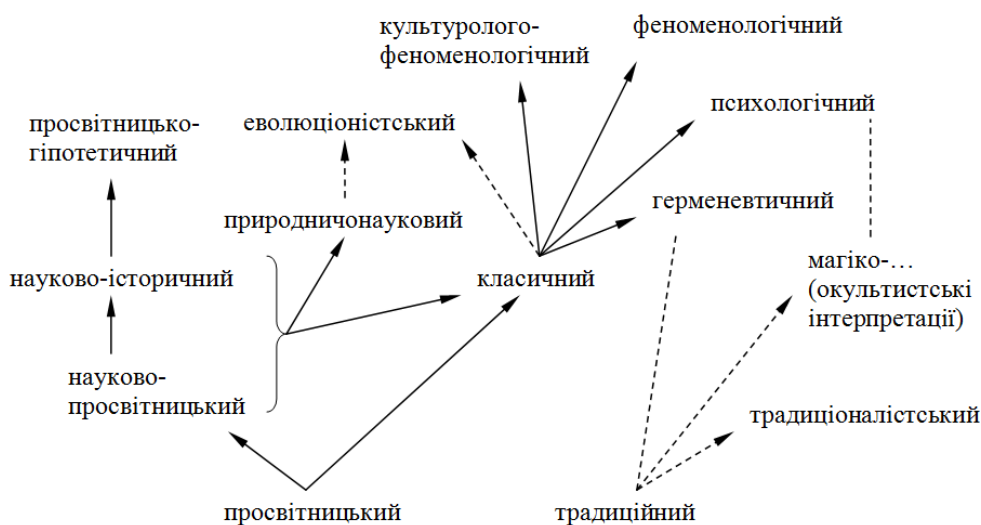 культуролого-
феноменологічний
феноменологічний
психологічний
просвітницько-
гіпотетичний
еволюціоністський
герменевтичний
природничонауковий
науково-історичний
класичний
магіко-…
(окультистські
інтерпретації)
науково-
просвітницький
традиціоналістський
просвітницький
традиційний